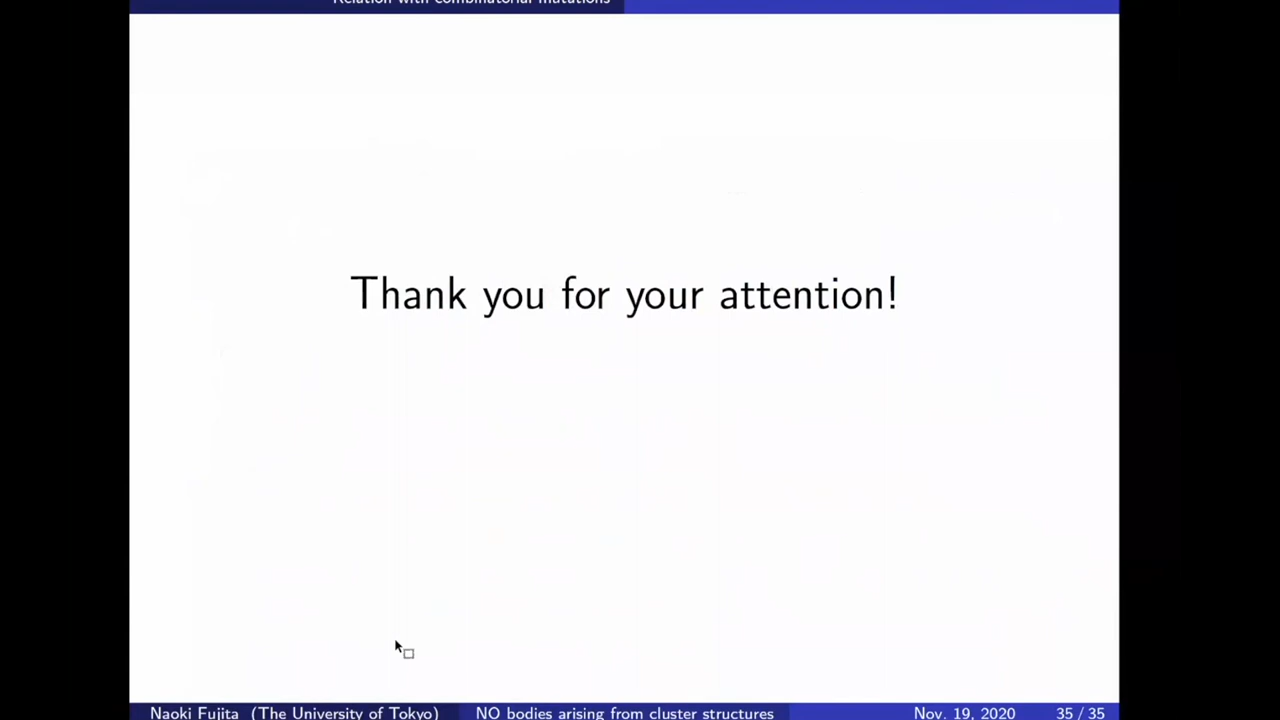 Relation with combinatorial mutations
Thank you for your attention!
Naoki Fujita (The University of Tokyo) NO bodies arising from cluster structures Nov. 19, 2020 35 / 35